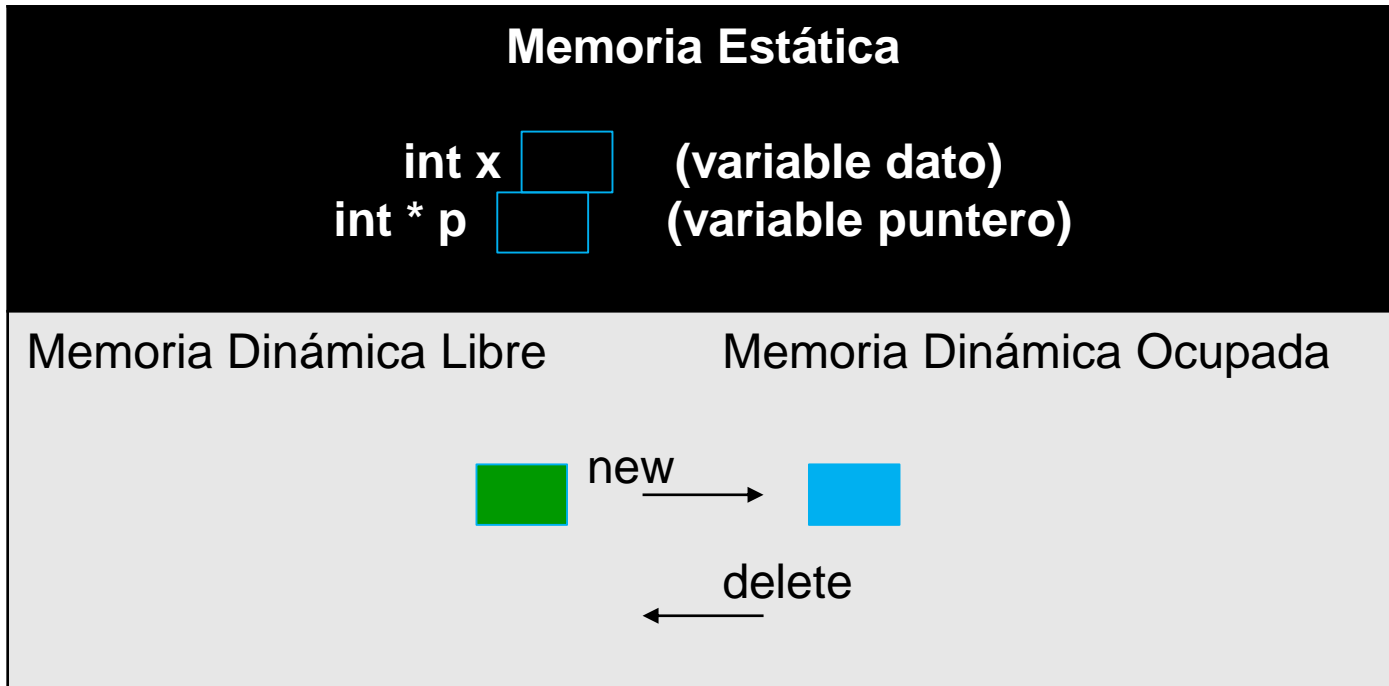 Memoria Estática
int x (variable dato)
int * p (variable puntero)
Memoria Dinámica Libre Memoria Dinámica Ocupada
new
delete